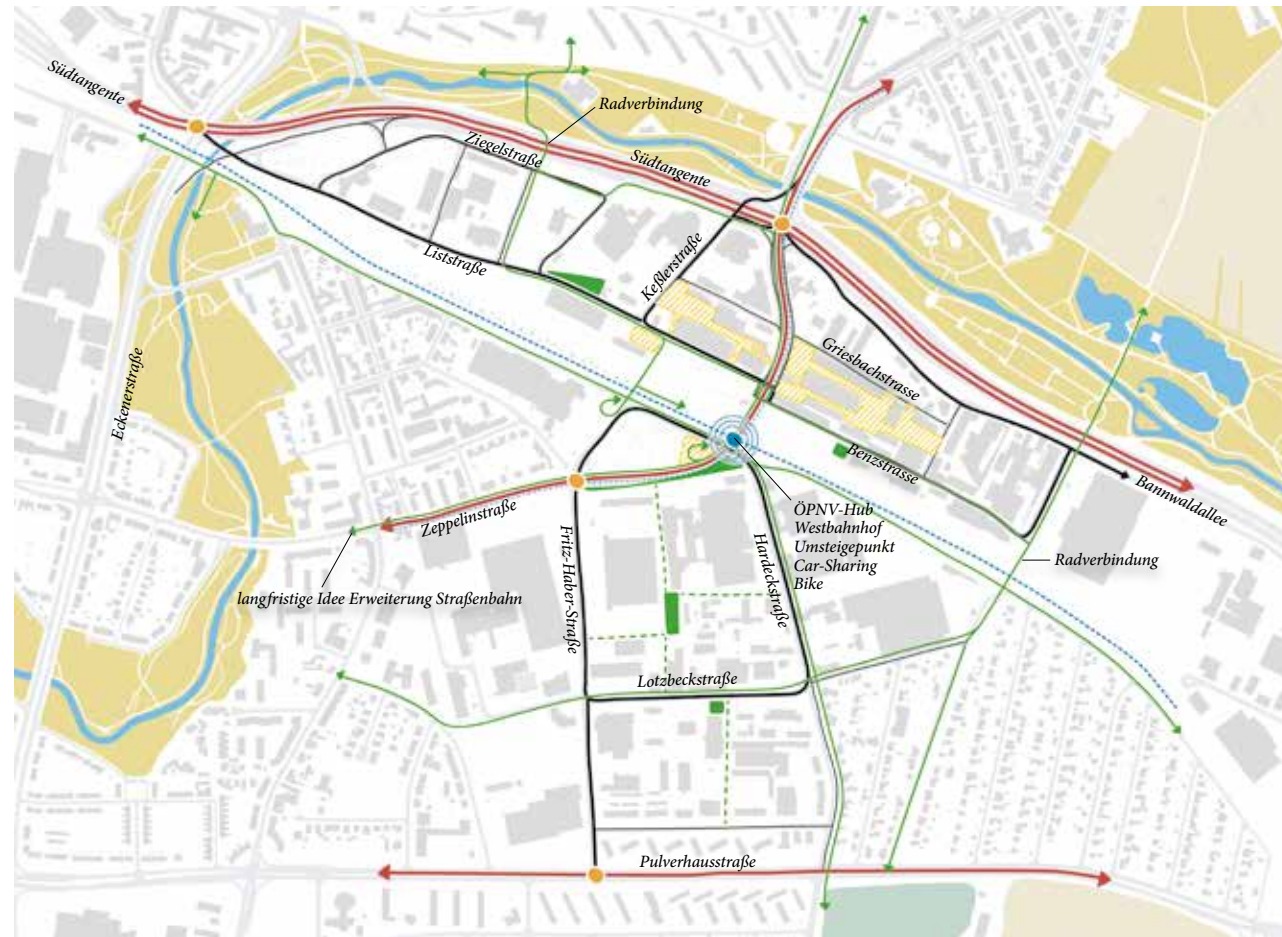 Südtangente
Radverbindung
Ziegelstraße
Südtangente
Liststraße
Keßlerstraße
Eckenerstraße
Griesbachstrasse
Benzstrasse
Bannwaldallee
Zeppelinstraße
ÖPNV-Hub
Westbahnhof
Umsteigepunkt
Car-Sharing
Bike
Fritz-Haber-Straße
Hardeckstraße
Radverbindung
langfristige Idee Erweiterung Straßenbahn
Lotzbeckstraße
Pulverhausstraße